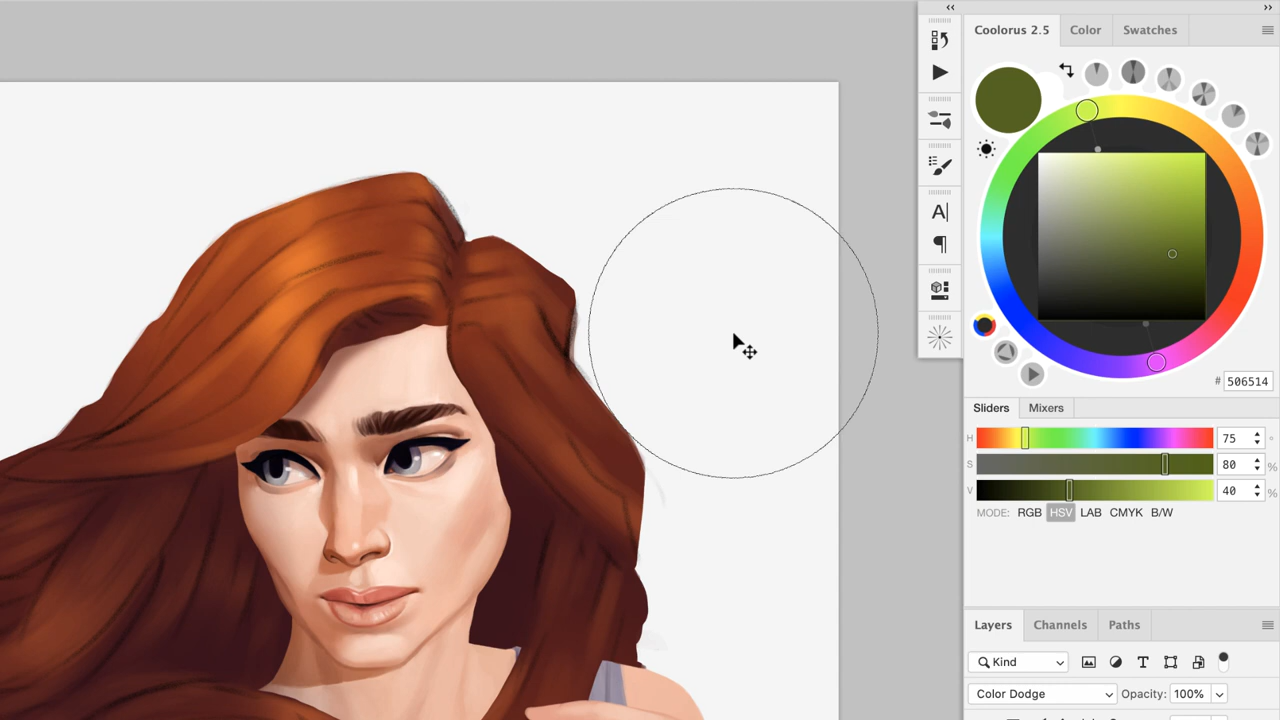 Coolorus 2.5 Color Swatches
# 506514
Sliders Mixers
H 75 °
S 80 %
V 40 %
MODE: RGB HSV LAB CMYK B/W
Layers Channels Paths
Kind
Color Dodge Opacity: 100%